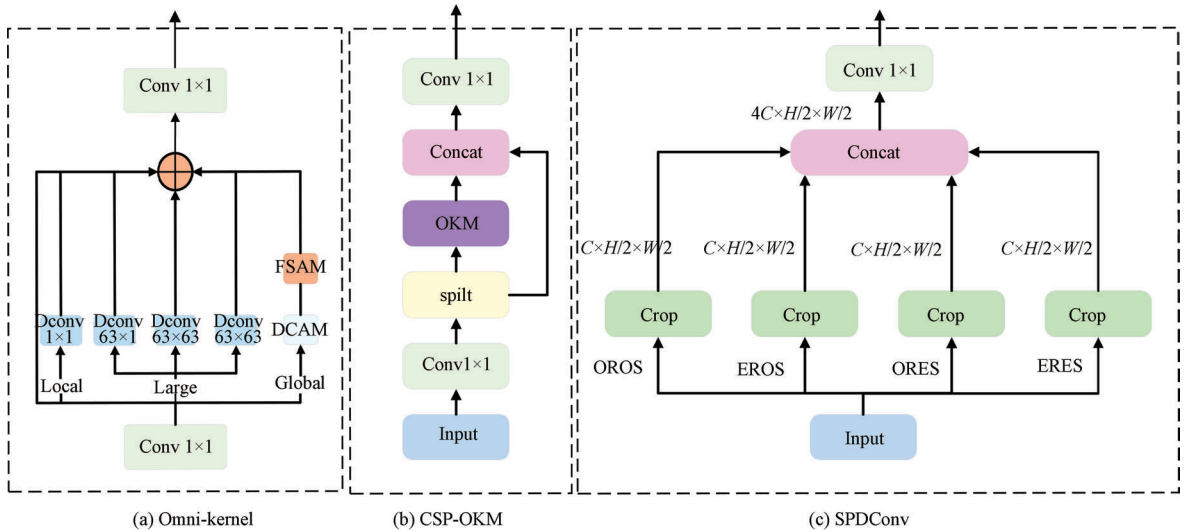 Conv 1×1
Dconv
1×1
Dconv
63×1
Dconv
63×63
Dconv
63×63
FSAM
DCAM
Local
Large
Global
Conv 1×1
(a) Omni-kernel
Conv 1×1
Concat
OKM
spilt
Conv1×1
Input
(b) CSP-OKM
Conv 1×1
4C×H/2×W/2
Concat
C×H/2×W/2
C×H/2×W/2
C×H/2×W/2
C×H/2×W/2
Crop
Crop
Crop
Crop
OROS
EROS
ORES
ERES
Input
(c) SPDConv